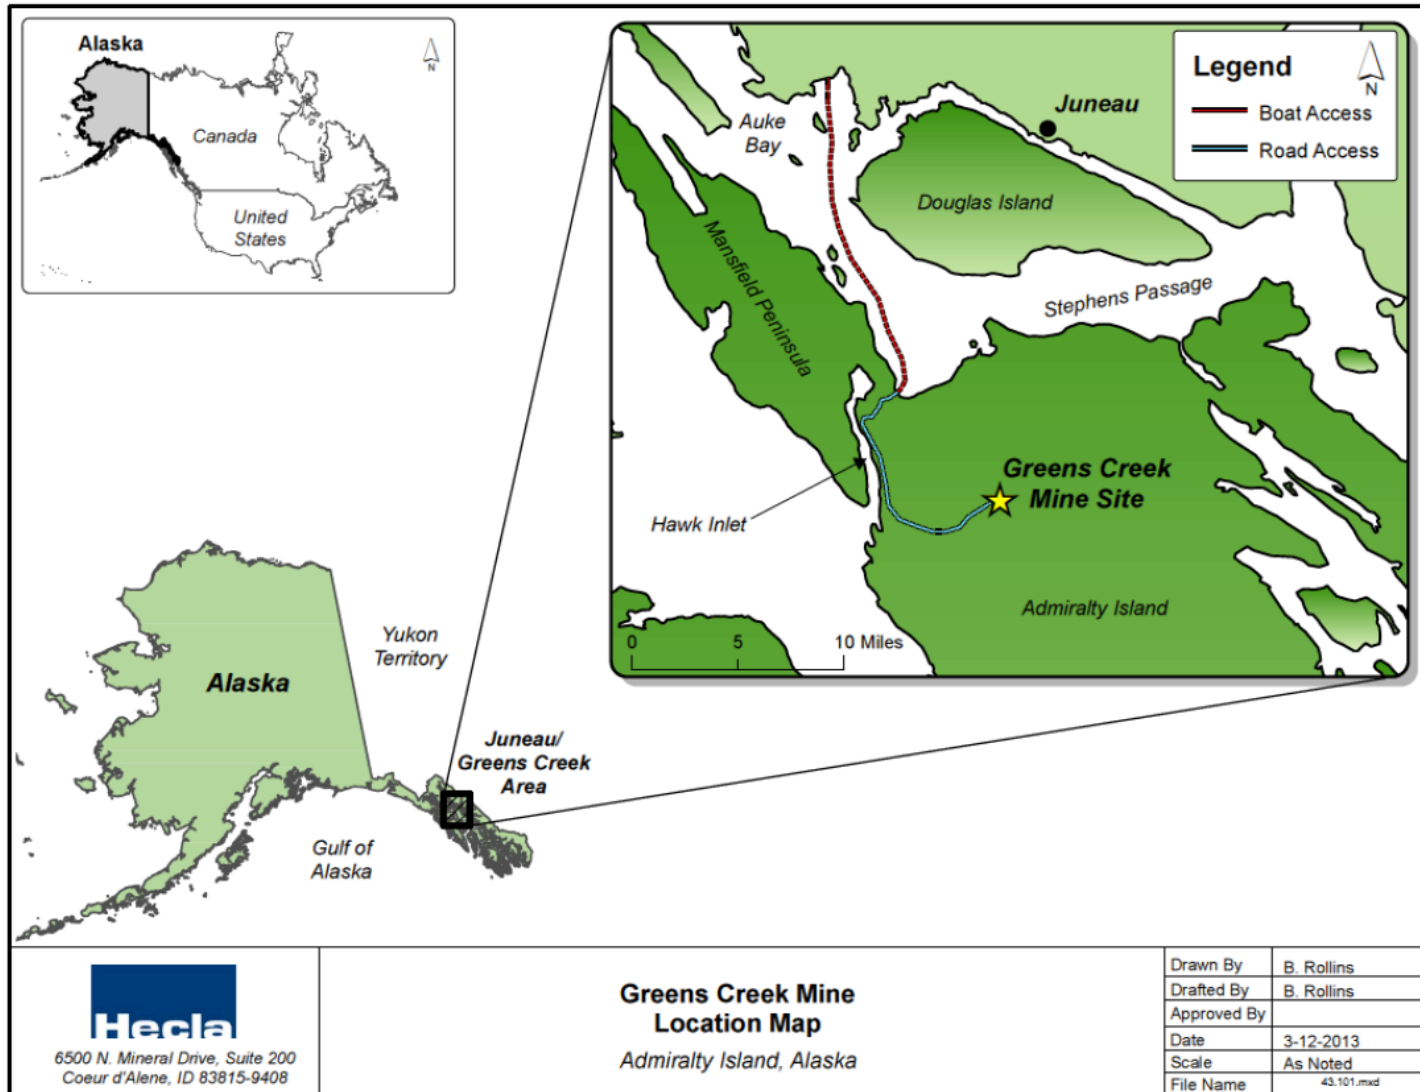 Alaska
N
Canada
United
States
Legend
N
Boat Access
Road Access
Juneau
Auke
Bay
Douglas Island
Mansfield Peninsula
Stephens Passage
Greens Creek
Mine Site
Hawk Inlet
Admiralty Island
0 5 10 Miles
Yukon
Territory
Alaska
Juneau/
Greens Creek
Area
Gulf of
Alaska
Hecla
6500 N. Mineral Drive, Suite 200
Coeur d'Alene, ID 83815-9408
Greens Creek Mine
Location Map
Admiralty Island, Alaska
Drawn By B. Rollins
Drafted By B. Rollins
Approved By
Date 3-12-2013
Scale As Noted
File Name 43.101.mxd